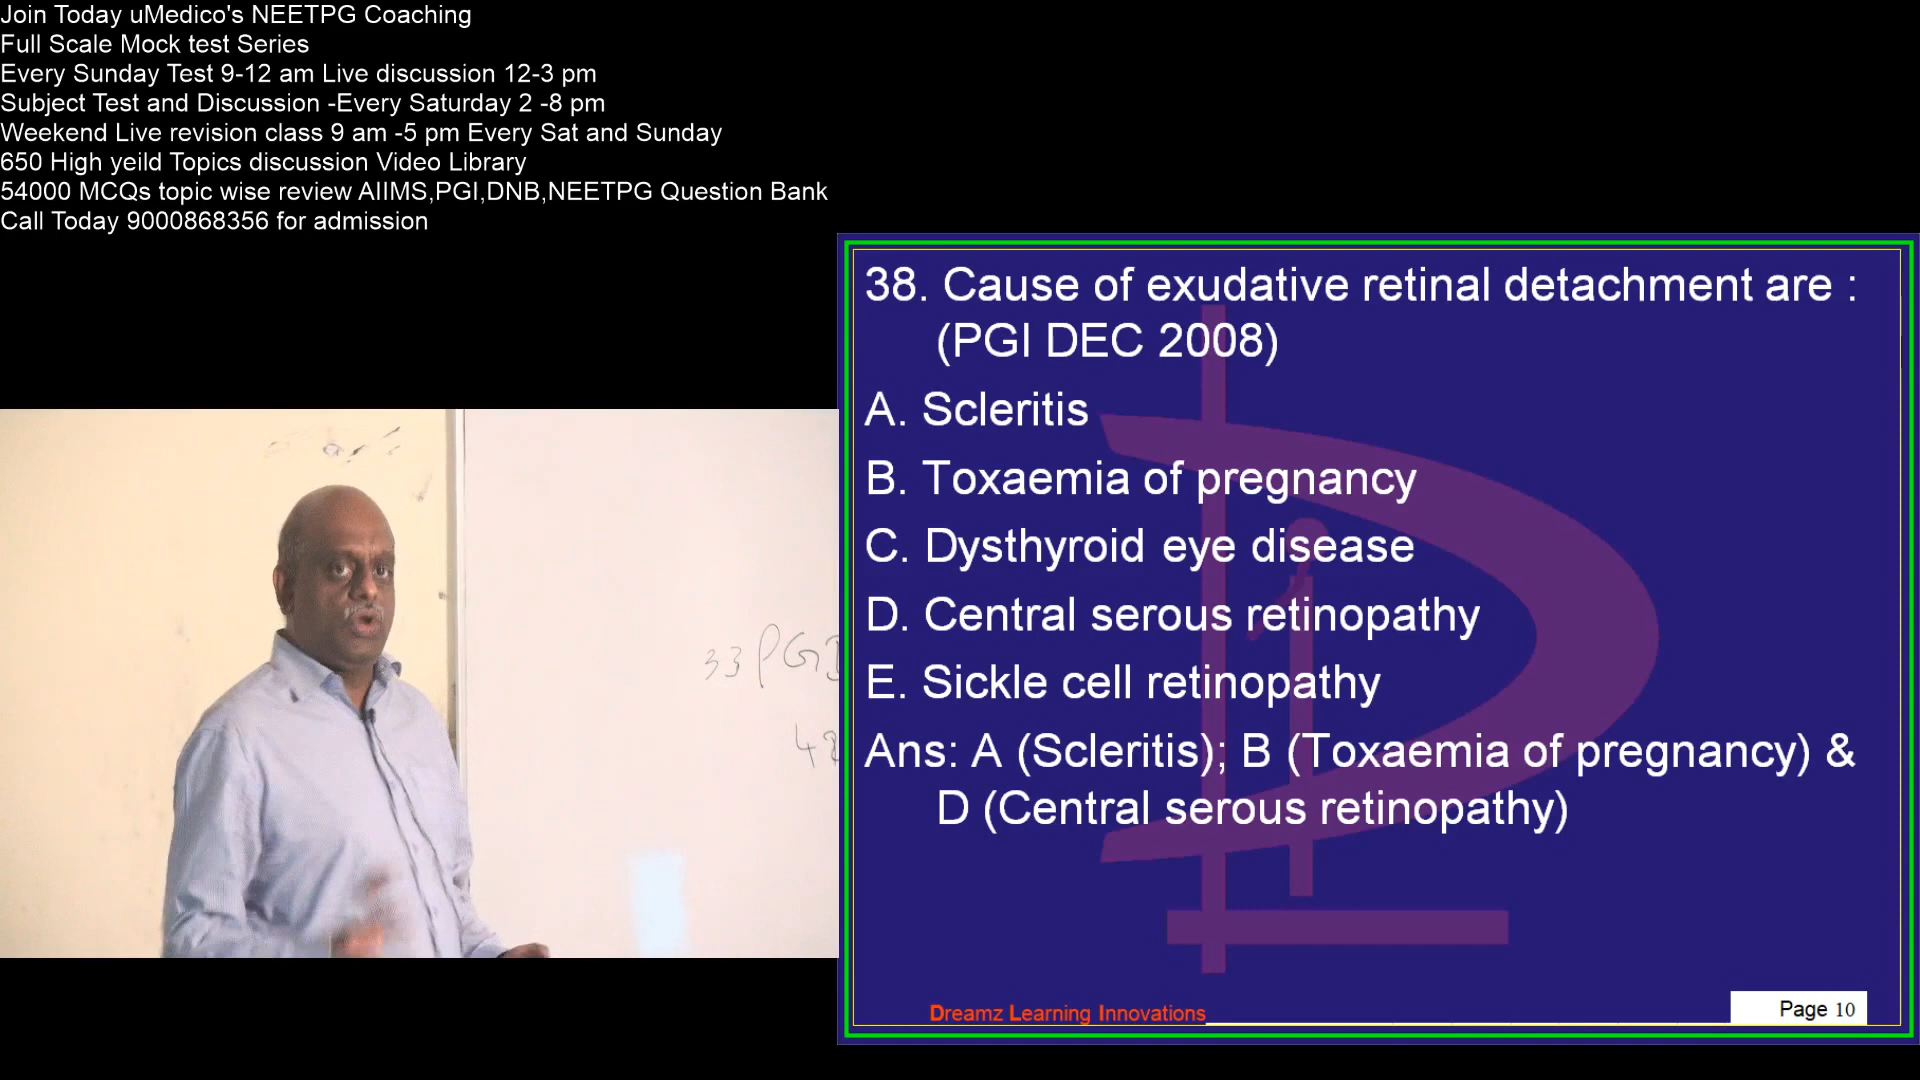 Join Today uMedico's NEETPG Coaching
Full Scale Mock test Series
Every Sunday Test 9-12 am Live discussion 12-3 pm
Subject Test and Discussion -Every Saturday 2 -8 pm
Weekend Live revision class 9 am -5 pm Every Sat and Sunday
650 High yeild Topics discussion Video Library
54000 MCQs topic wise review AIIMS,PGI,DNB,NEETPG Question Bank
Call Today 9000868356 for admission
33 PGI
38. Cause of exudative retinal detachment are :
(PGI DEC 2008)
A. Scleritis
B. Toxaemia of pregnancy
C. Dysthyroid eye disease
D. Central serous retinopathy
E. Sickle cell retinopathy
Ans: A (Scleritis); B (Toxaemia of pregnancy) &
D (Central serous retinopathy)
Dreamz Learning Innovations
Page 10